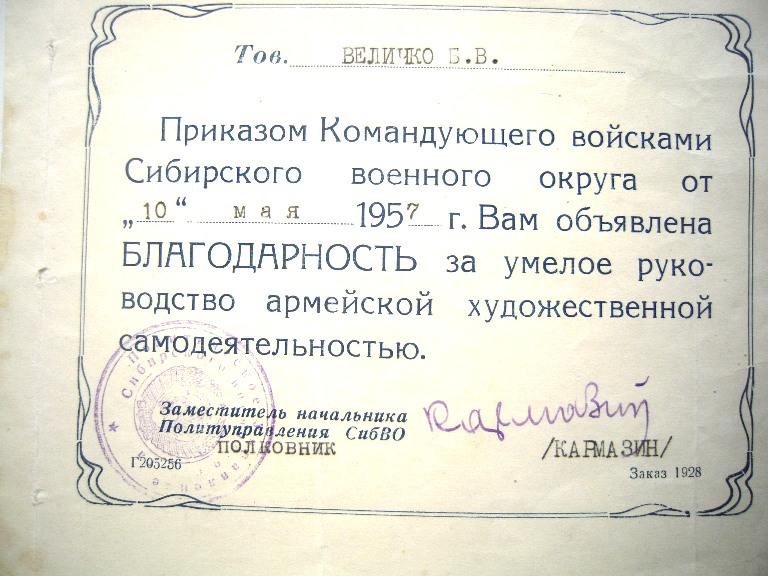 Тов. ВЕЛИЧКО Б.В.
Приказом Командующего войсками
Сибирского военного округа от
„10“ мая 1957 г. Вам объявлена
БЛАГОДАРНОСТЬ за умелое руко-
водство армейской художественной
самодеятельностью.
Заместитель начальника
Политуправления СибВО
ПОЛКОВНИК /КАРМАЗИН/
Г205256 Заказ 1928